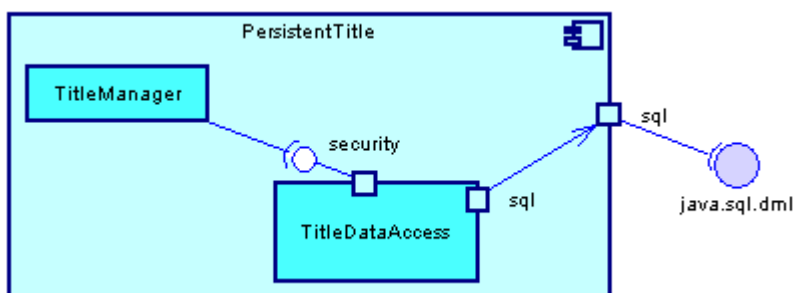 PersistentTitle
TitleManager
sql
security
sql
java.sql.dml
TitleDataAccess